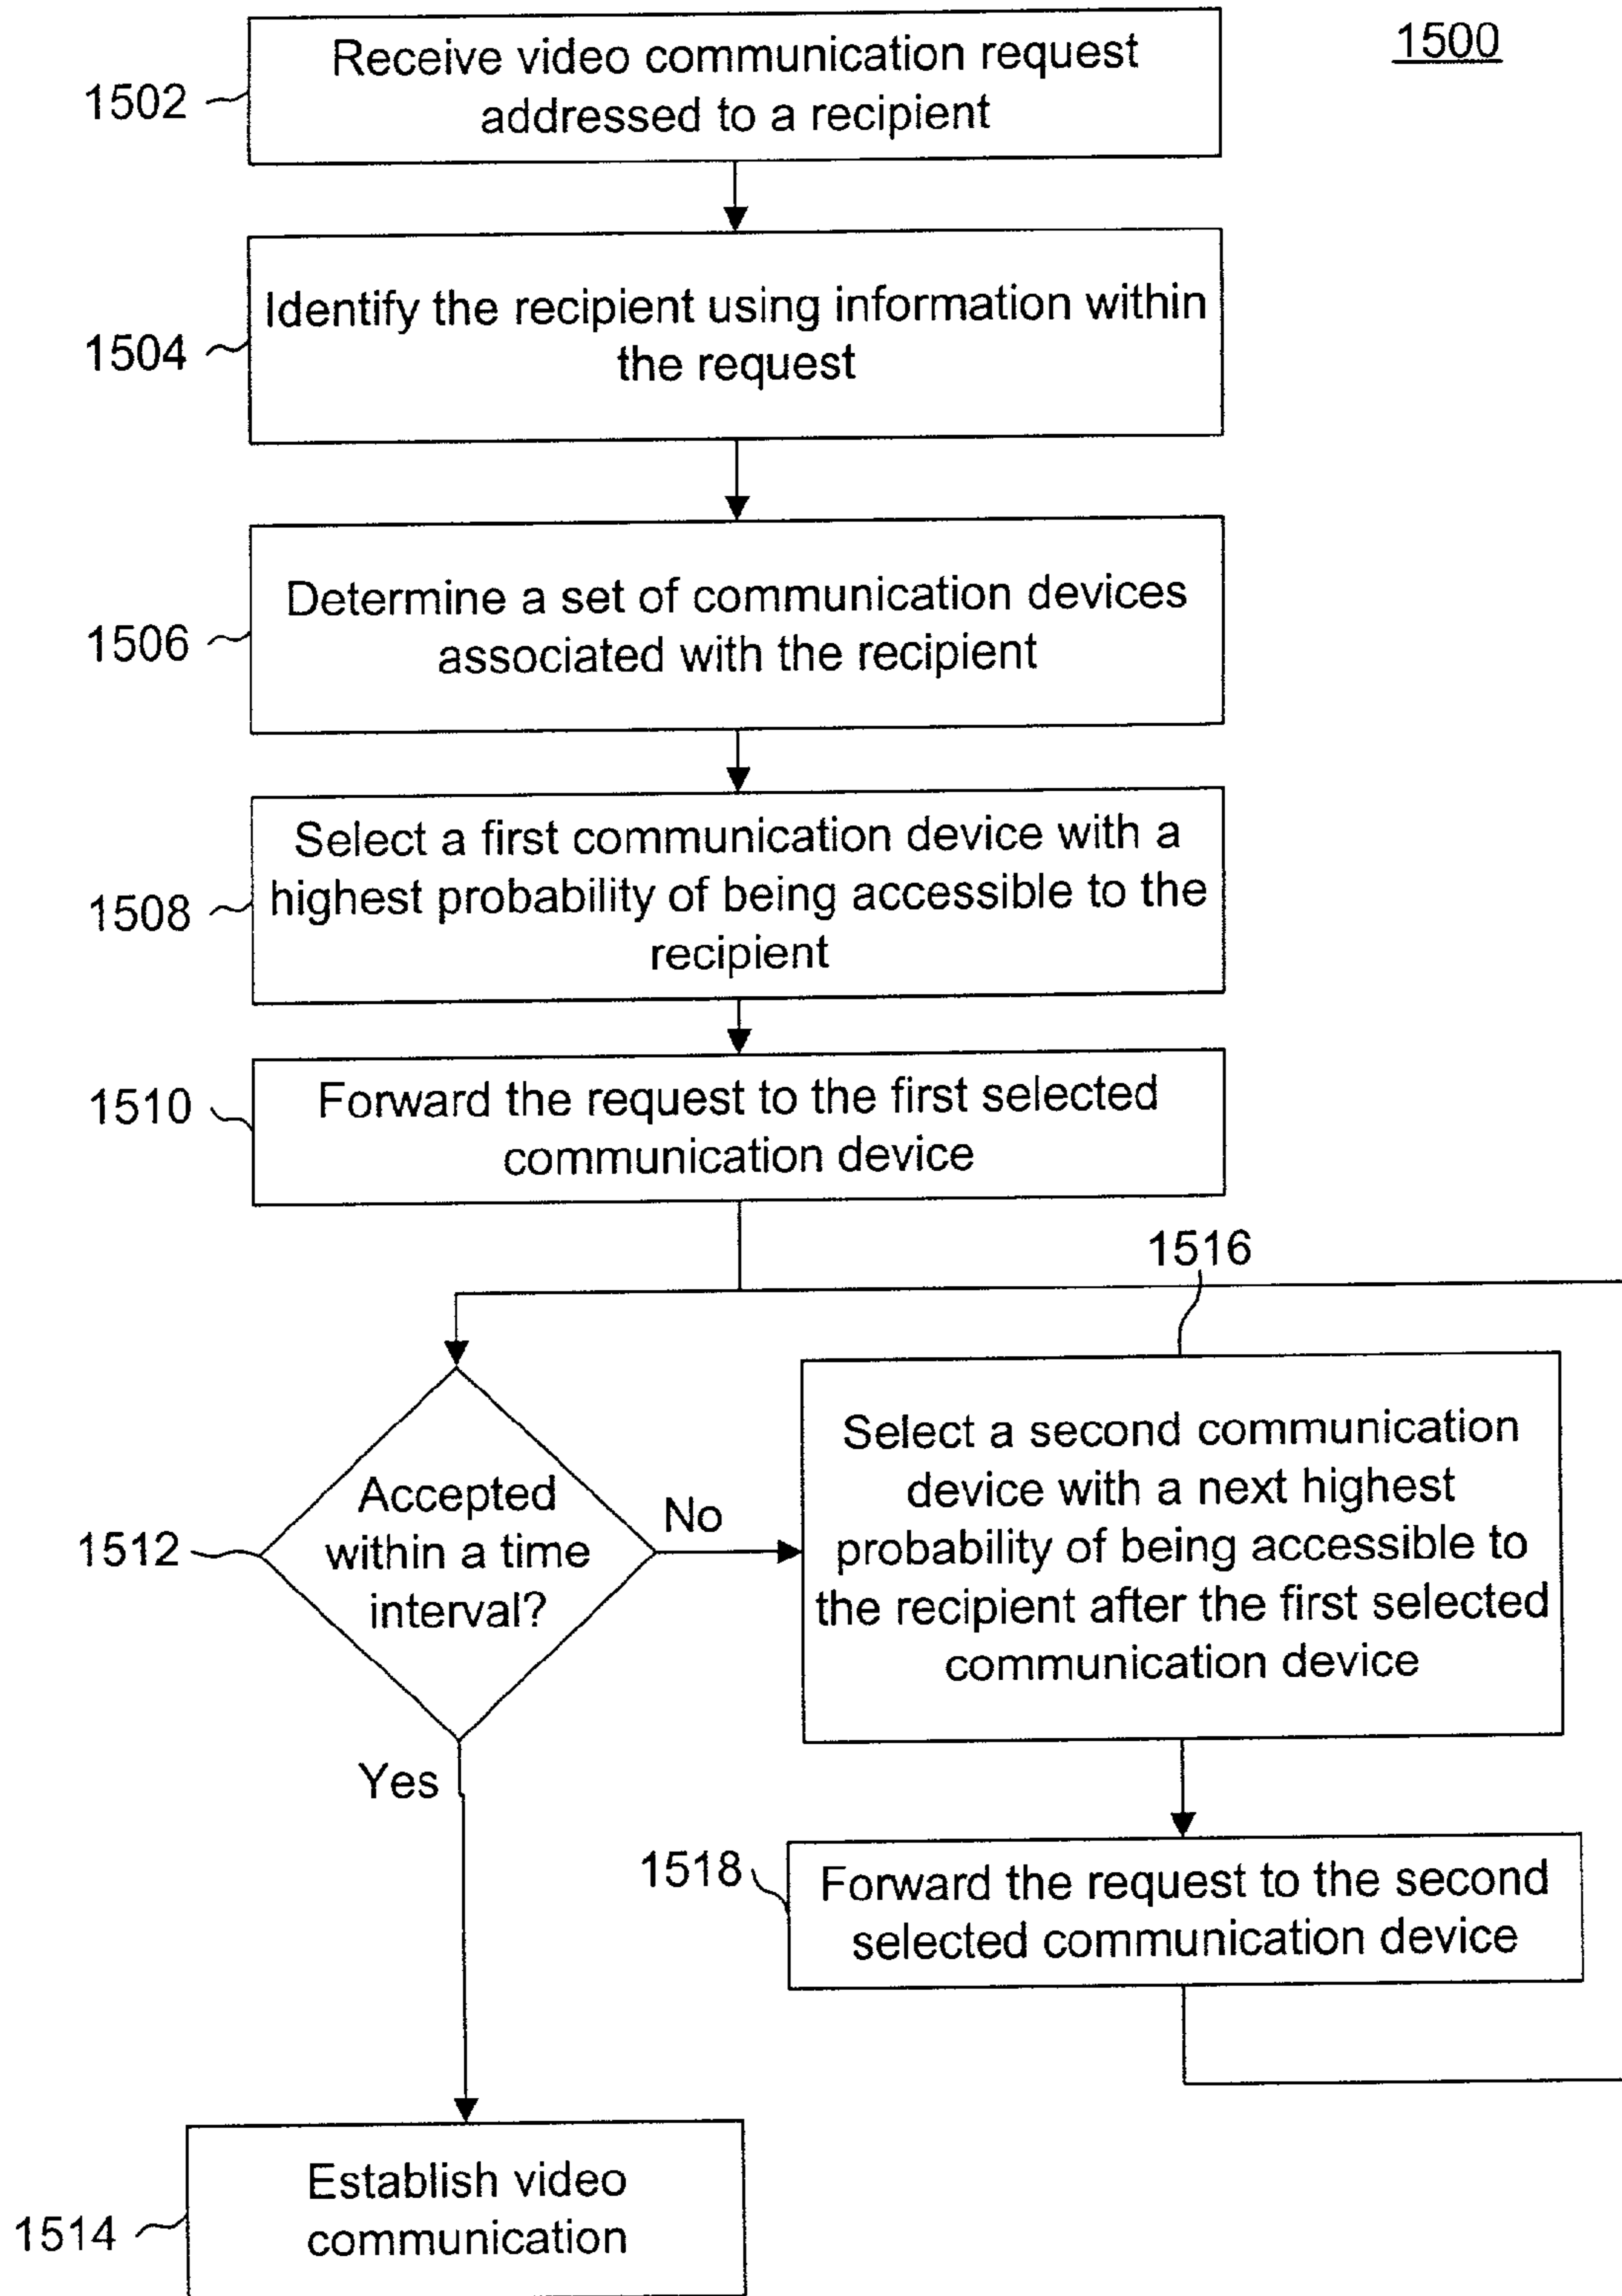 1500
Receive video communication request
addressed to a recipient
1502
Identify the recipient using information within
the request
1504
Determine a set of communication devices
associated with the recipient
1506
Select a first communication device with a
highest probability of being accessible to the
recipient
1508
Forward the request to the first selected
communication device
1510
1516
Accepted
within a time
interval?
1512
No
Select a second communication
device with a next highest
probability of being accessible to
the recipient after the first selected
communication device
Yes
1518
Forward the request to the second
selected communication device
Establish video
communication
1514